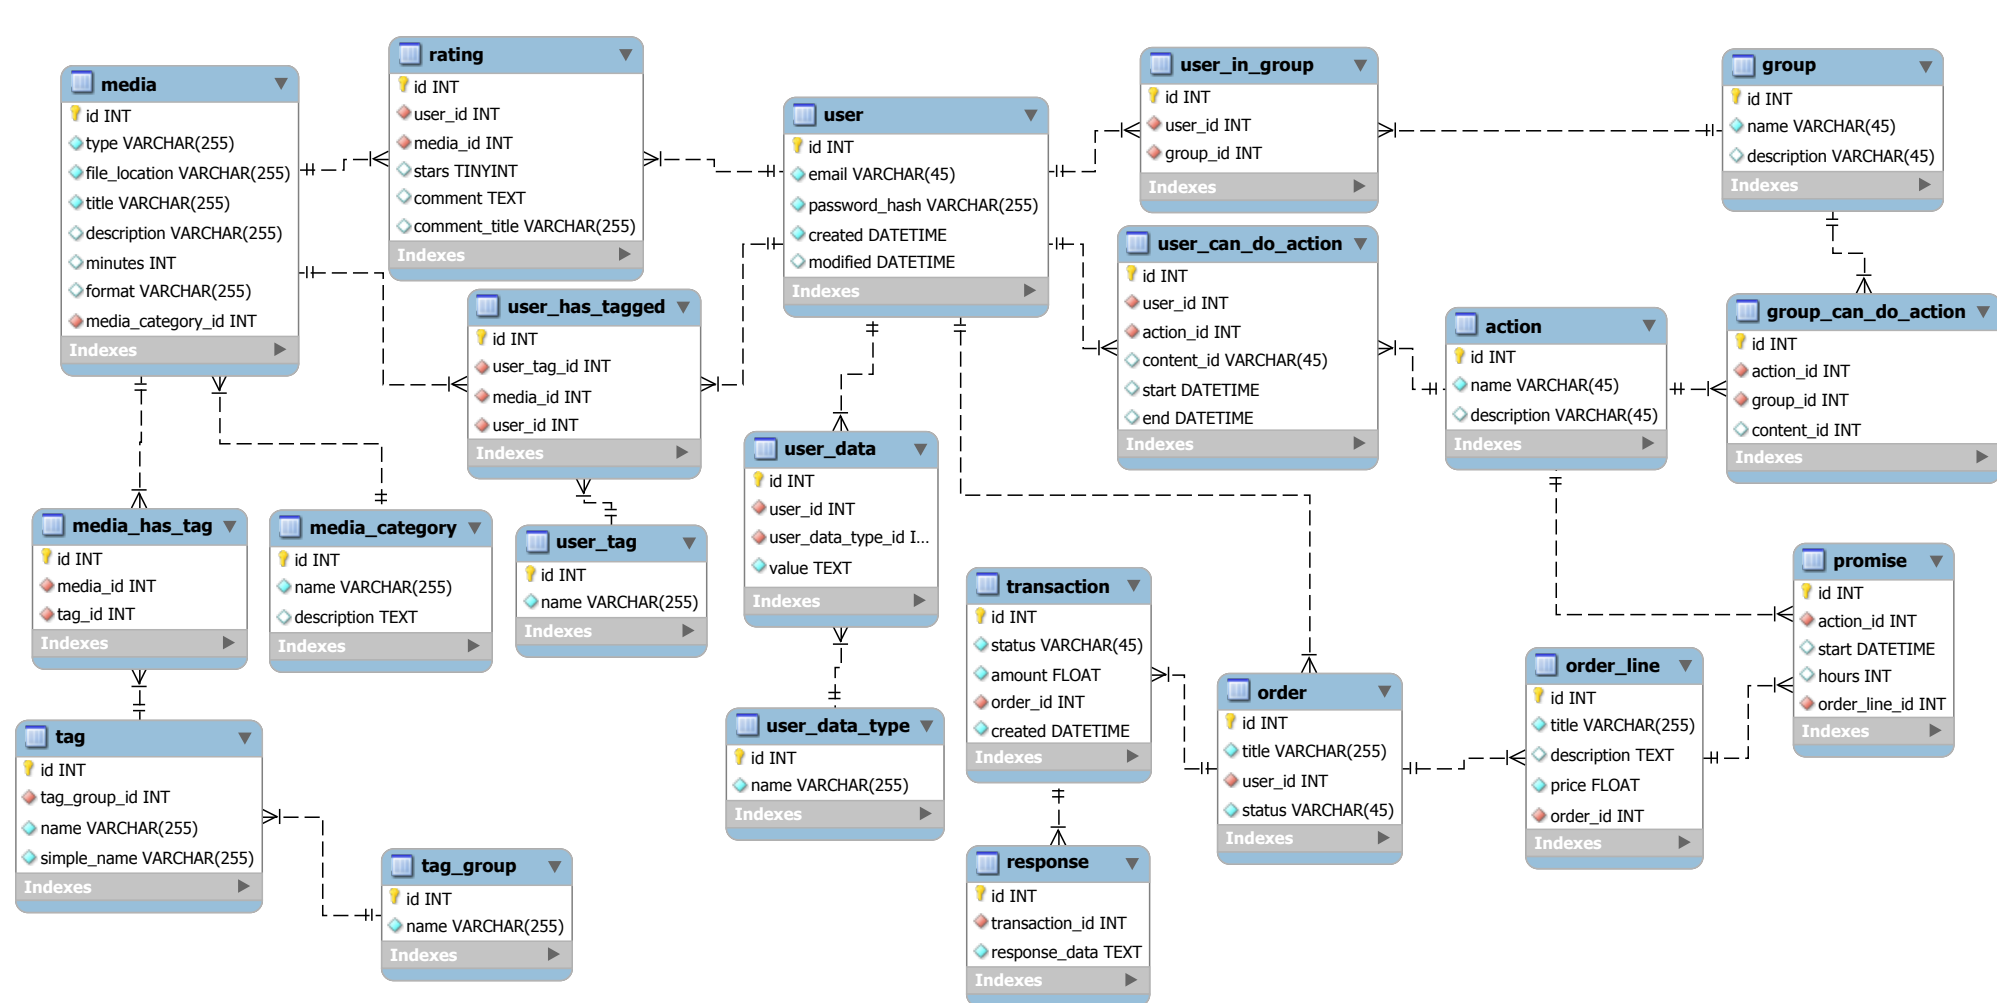 media
id INT
type VARCHAR(255)
file_location VARCHAR(255)
title VARCHAR(255)
description VARCHAR(255)
minutes INT
format VARCHAR(255)
media_category_id INT
Indexes
rating
id INT
user_id INT
media_id INT
stars TINYINT
comment TEXT
comment_title VARCHAR(255)
Indexes
user
id INT
email VARCHAR(45)
password_hash VARCHAR(255)
created DATETIME
modified DATETIME
Indexes
user_in_group
id INT
user_id INT
group_id INT
Indexes
group
id INT
name VARCHAR(45)
description VARCHAR(45)
Indexes
user_has_tagged
id INT
user_tag_id INT
media_id INT
user_id INT
Indexes
user_can_do_action
id INT
user_id INT
action_id INT
content_id VARCHAR(45)
start DATETIME
end DATETIME
Indexes
action
id INT
name VARCHAR(45)
description VARCHAR(45)
Indexes
group_can_do_action
id INT
action_id INT
group_id INT
content_id INT
Indexes
media_has_tag
id INT
media_id INT
tag_id INT
Indexes
media_category
id INT
name VARCHAR(255)
description TEXT
Indexes
user_tag
id INT
name VARCHAR(255)
Indexes
user_data
id INT
user_id INT
user_data_type_id I...
value TEXT
Indexes
transaction
id INT
status VARCHAR(45)
amount FLOAT
order_id INT
created DATETIME
Indexes
promise
id INT
action_id INT
start DATETIME
hours INT
order_line_id INT
Indexes
order_line
id INT
title VARCHAR(255)
description TEXT
price FLOAT
order_id INT
Indexes
order
id INT
title VARCHAR(255)
user_id INT
status VARCHAR(45)
Indexes
user_data_type
id INT
name VARCHAR(255)
Indexes
tag
id INT
tag_group_id INT
name VARCHAR(255)
simple_name VARCHAR(255)
Indexes
tag_group
id INT
name VARCHAR(255)
Indexes
response
id INT
transaction_id INT
response_data TEXT
Indexes